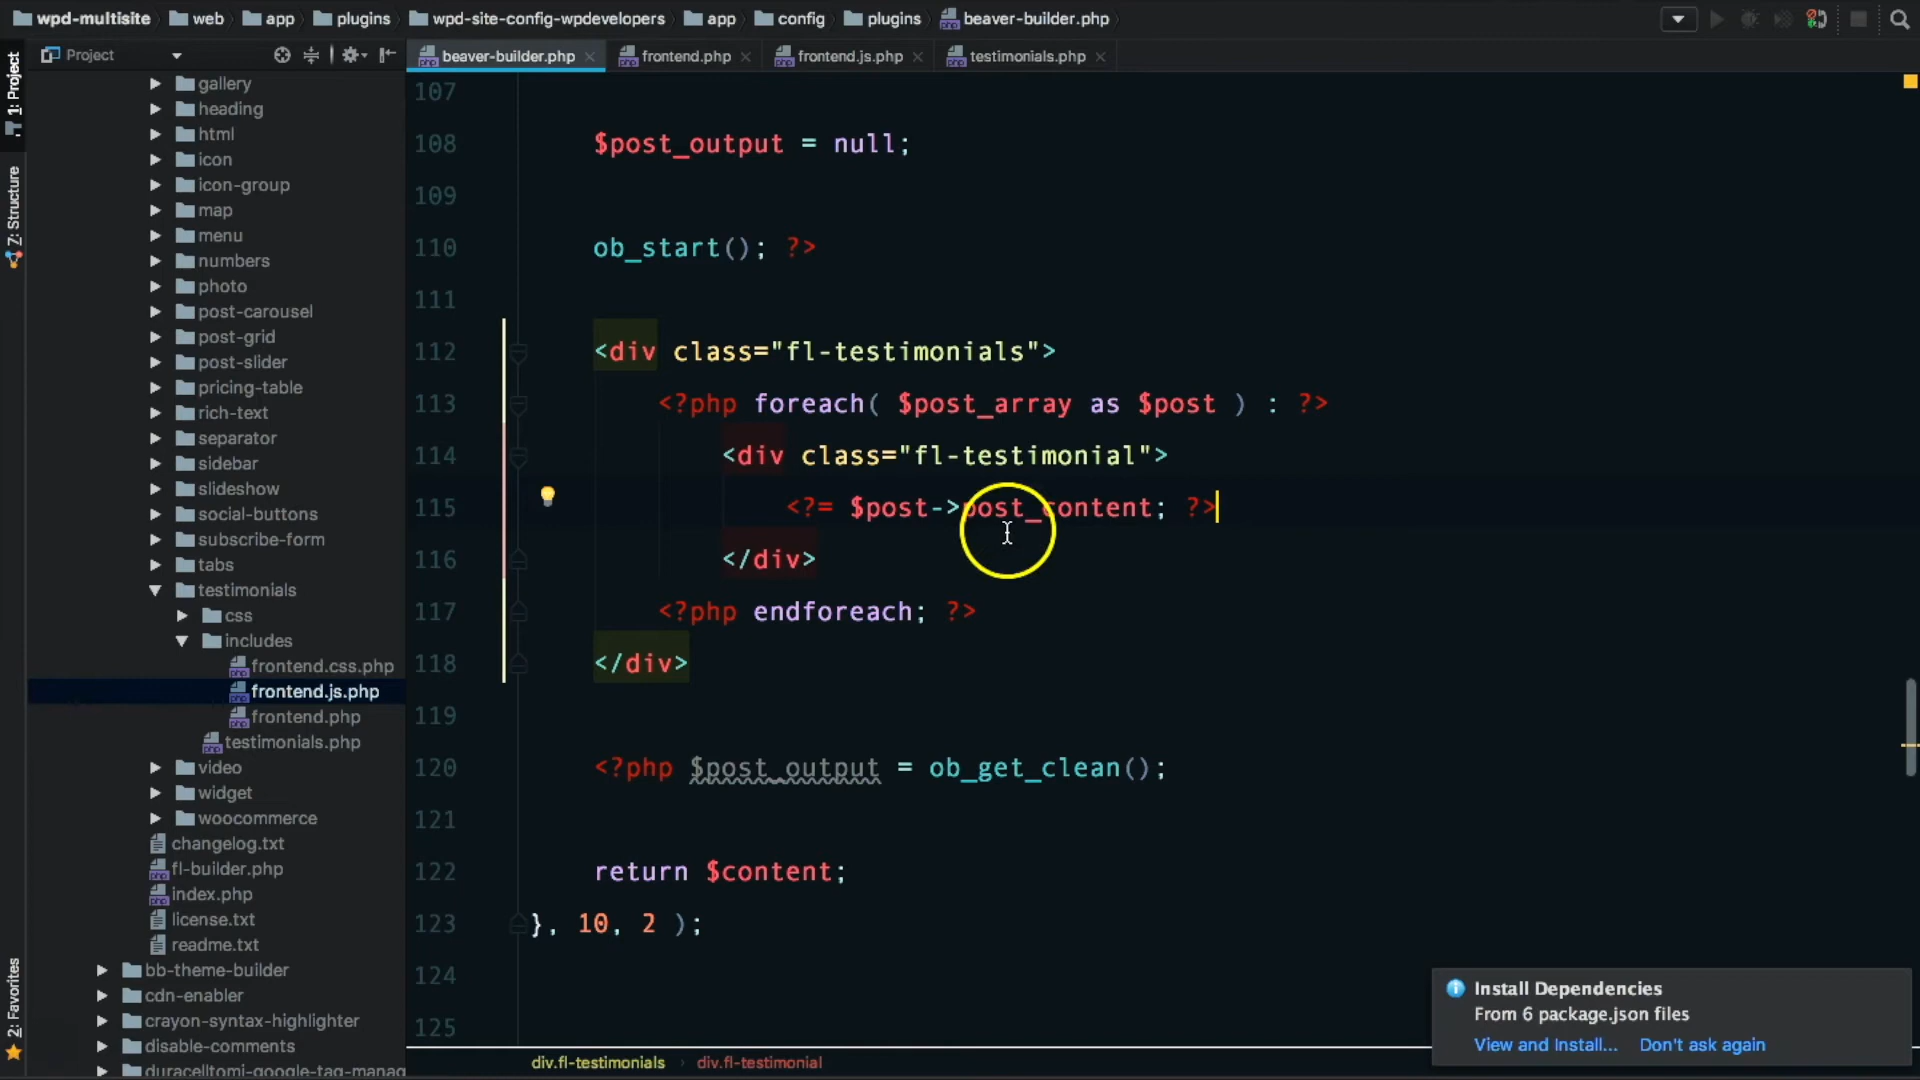 wpd-multisite web app plugins wpd-site-config-wpdevelopers app config plugins beaver-builder.php
Project
beaver-builder.php frontend.php frontend.js.php testimonials.php
1: Project
7: Structure
2: Favorites
gallery
heading
html
icon
icon-group
map
menu
numbers
photo
post-carousel
post-grid
post-slider
pricing-table
rich-text
separator
sidebar
slideshow
social-buttons
subscribe-form
tabs
testimonials
css
includes
frontend.css.php
frontend.js.php
frontend.php
testimonials.php
video
widget
woocommerce
changelog.txt
fl-builder.php
index.php
license.txt
readme.txt
bb-theme-builder
cdn-enabler
crayon-syntax-highlighter
disable-comments
duracelltomi-google-tag-manag
107
108 $post_output = null;
109
110 ob_start(); ?>
111
112 <div class="fl-testimonials">
113 <?php foreach( $post_array as $post ) : ?>
114 <div class="fl-testimonial">
115 <?= $post->post_content; ?>
116 </div>
117 <?php endforeach; ?>
118 </div>
119
120 <?php $post_output = ob_get_clean();
121
122 return $content;
123 }, 10, 2 );
124
125
div.fl-testimonials div.fl-testimonial
Install Dependencies
From 6 package.json files
View and Install... Don't ask again